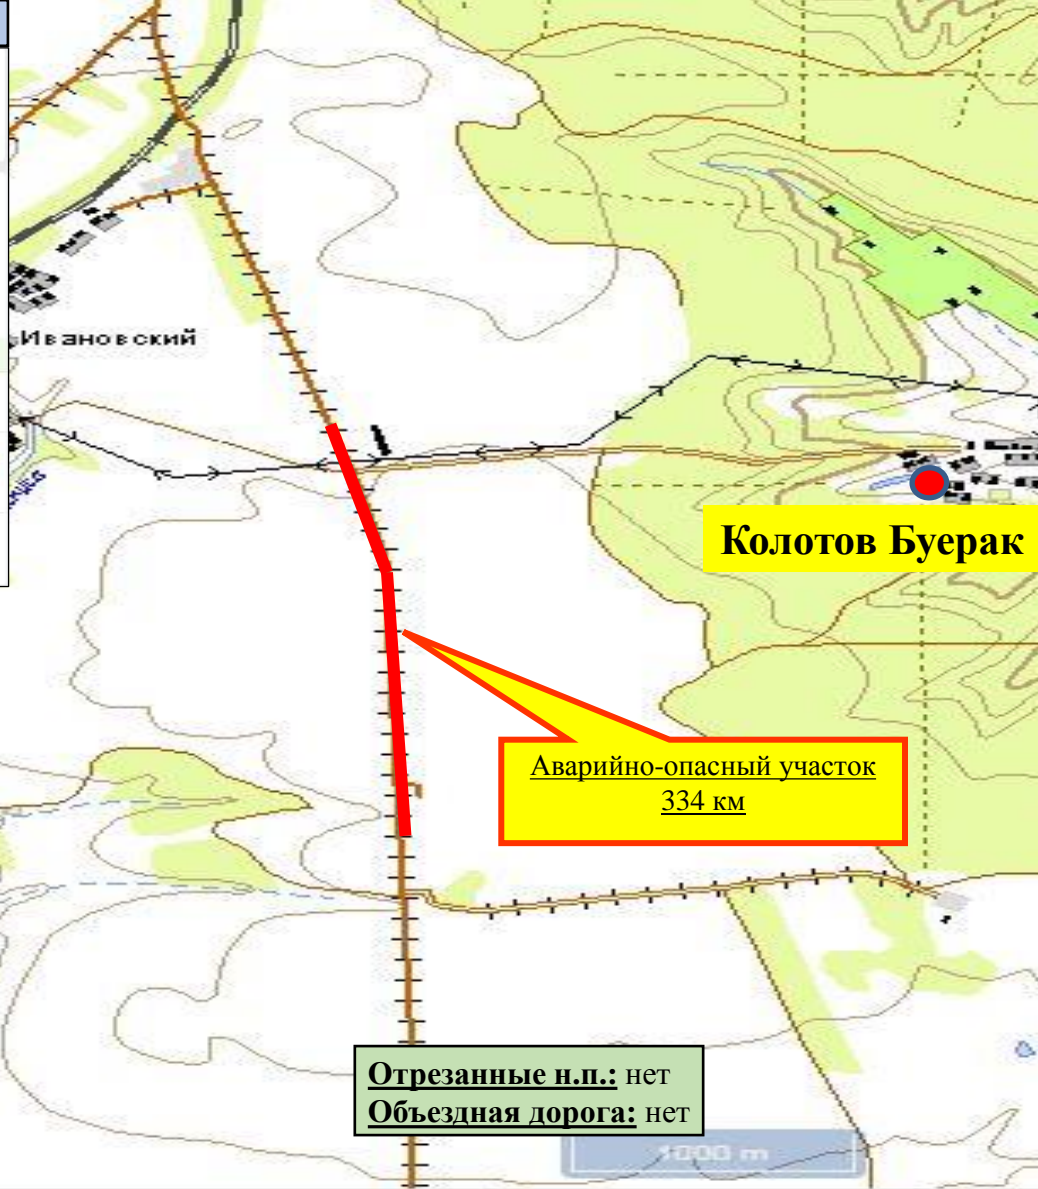 Ивановский
Колотов Буерак
Аварийно-опасный участок
334 км
Отрезанные н.п.: нет
Объездная дорога: нет
1000 m